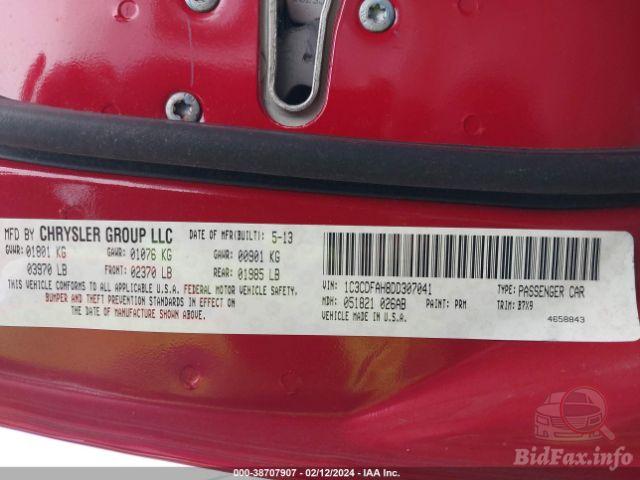 MFD BY CHRYSLER GROUP LLC DATE OF MFR(BUILT): 5-13
GVWR: 01801 KG GAWR: 01076 KG GAWR: 00901 KG
03970 LB FRONT: 02370 LB REAR: 01985 LB
THIS VEHICLE CONFORMS TO ALL APPLICABLE U.S.A. FEDERAL MOTOR VEHICLE SAFETY,
BUMPER AND THEFT PREVENTION STANDARDS IN EFFECT
ON THE DATE OF MANUFACTURE SHOWN ABOVE.
VIN: 1C3CDFAH8DD307041 TYPE: PASSENGER CAR
MDH: 051821 026AB PAINT: PRM TRIM: B7X9
VEHICLE MADE IN U.S.A. 4658843
BidFax.info
000-38707907 - 02/12/2024 - IAA Inc.